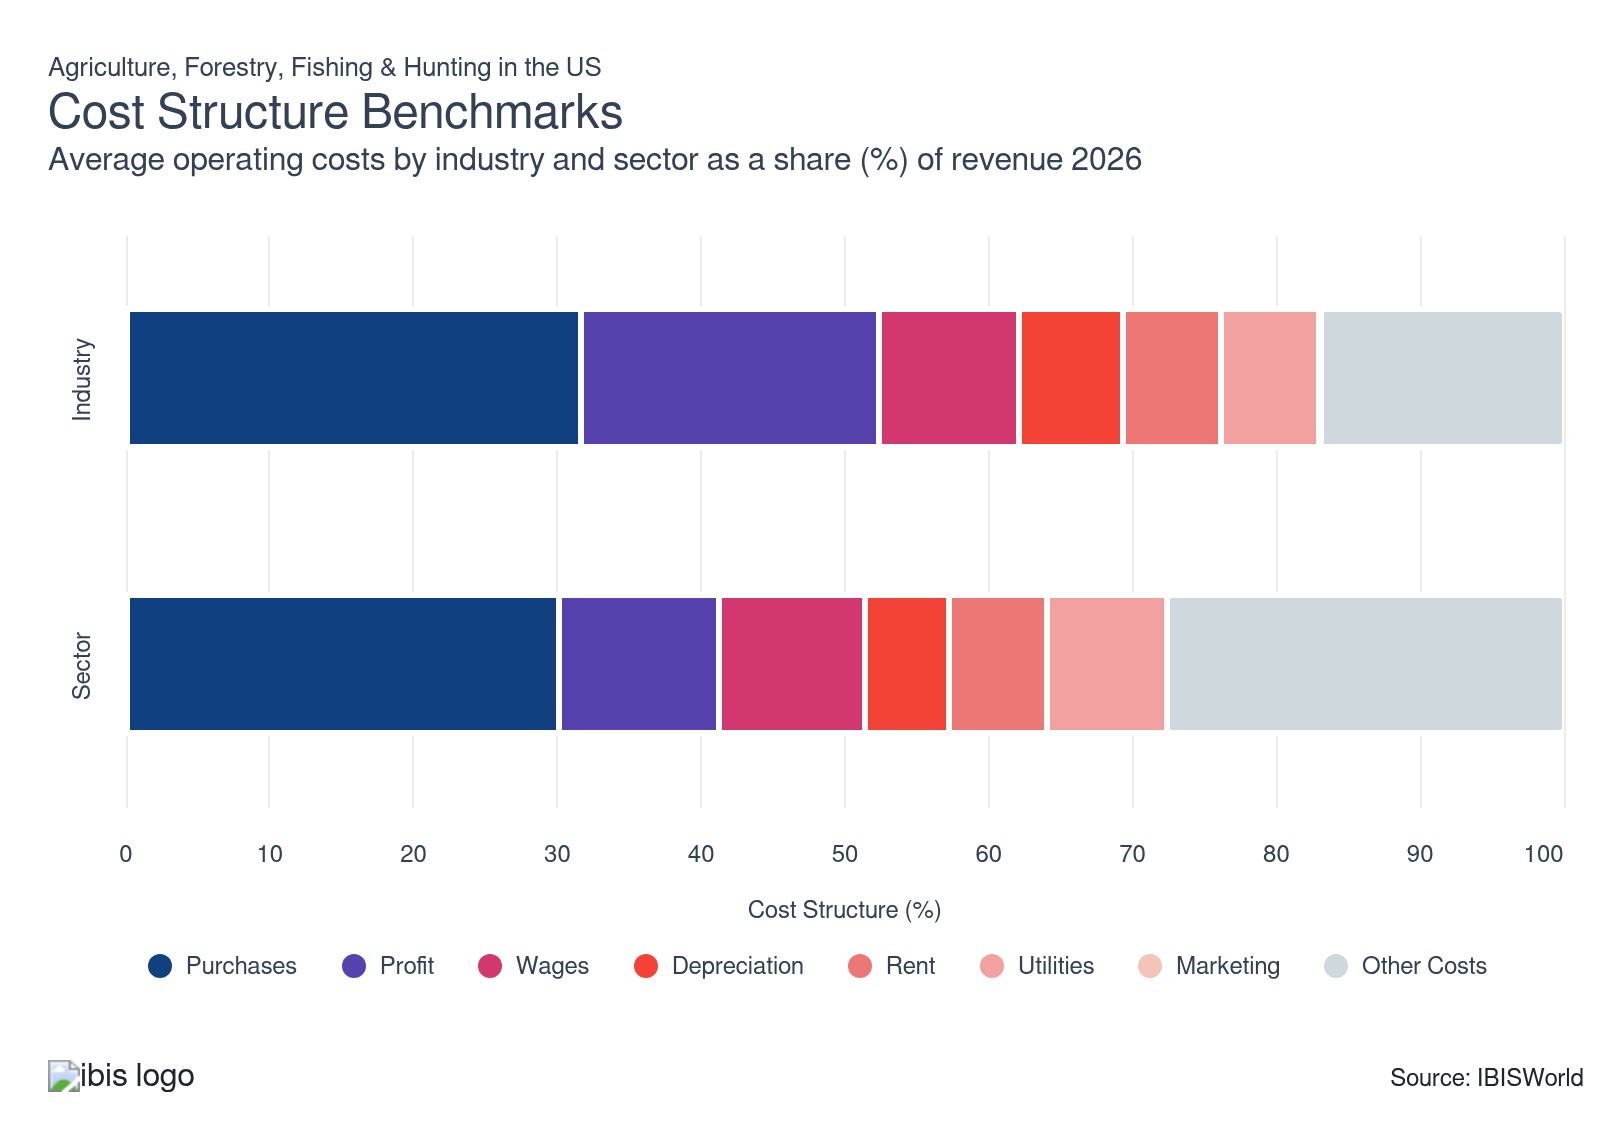 Agriculture, Forestry, Fishing & Hunting in the US
Cost Structure Benchmarks
Average operating costs by industry and sector as a share (%) of revenue 2026
Industry
Sector
0 10 20 30 40 50 60 70 80 90 100
Cost Structure (%)
Purchases Profit Wages Depreciation Rent Utilities Marketing Other Costs
ibis logo
Source: IBISWorld